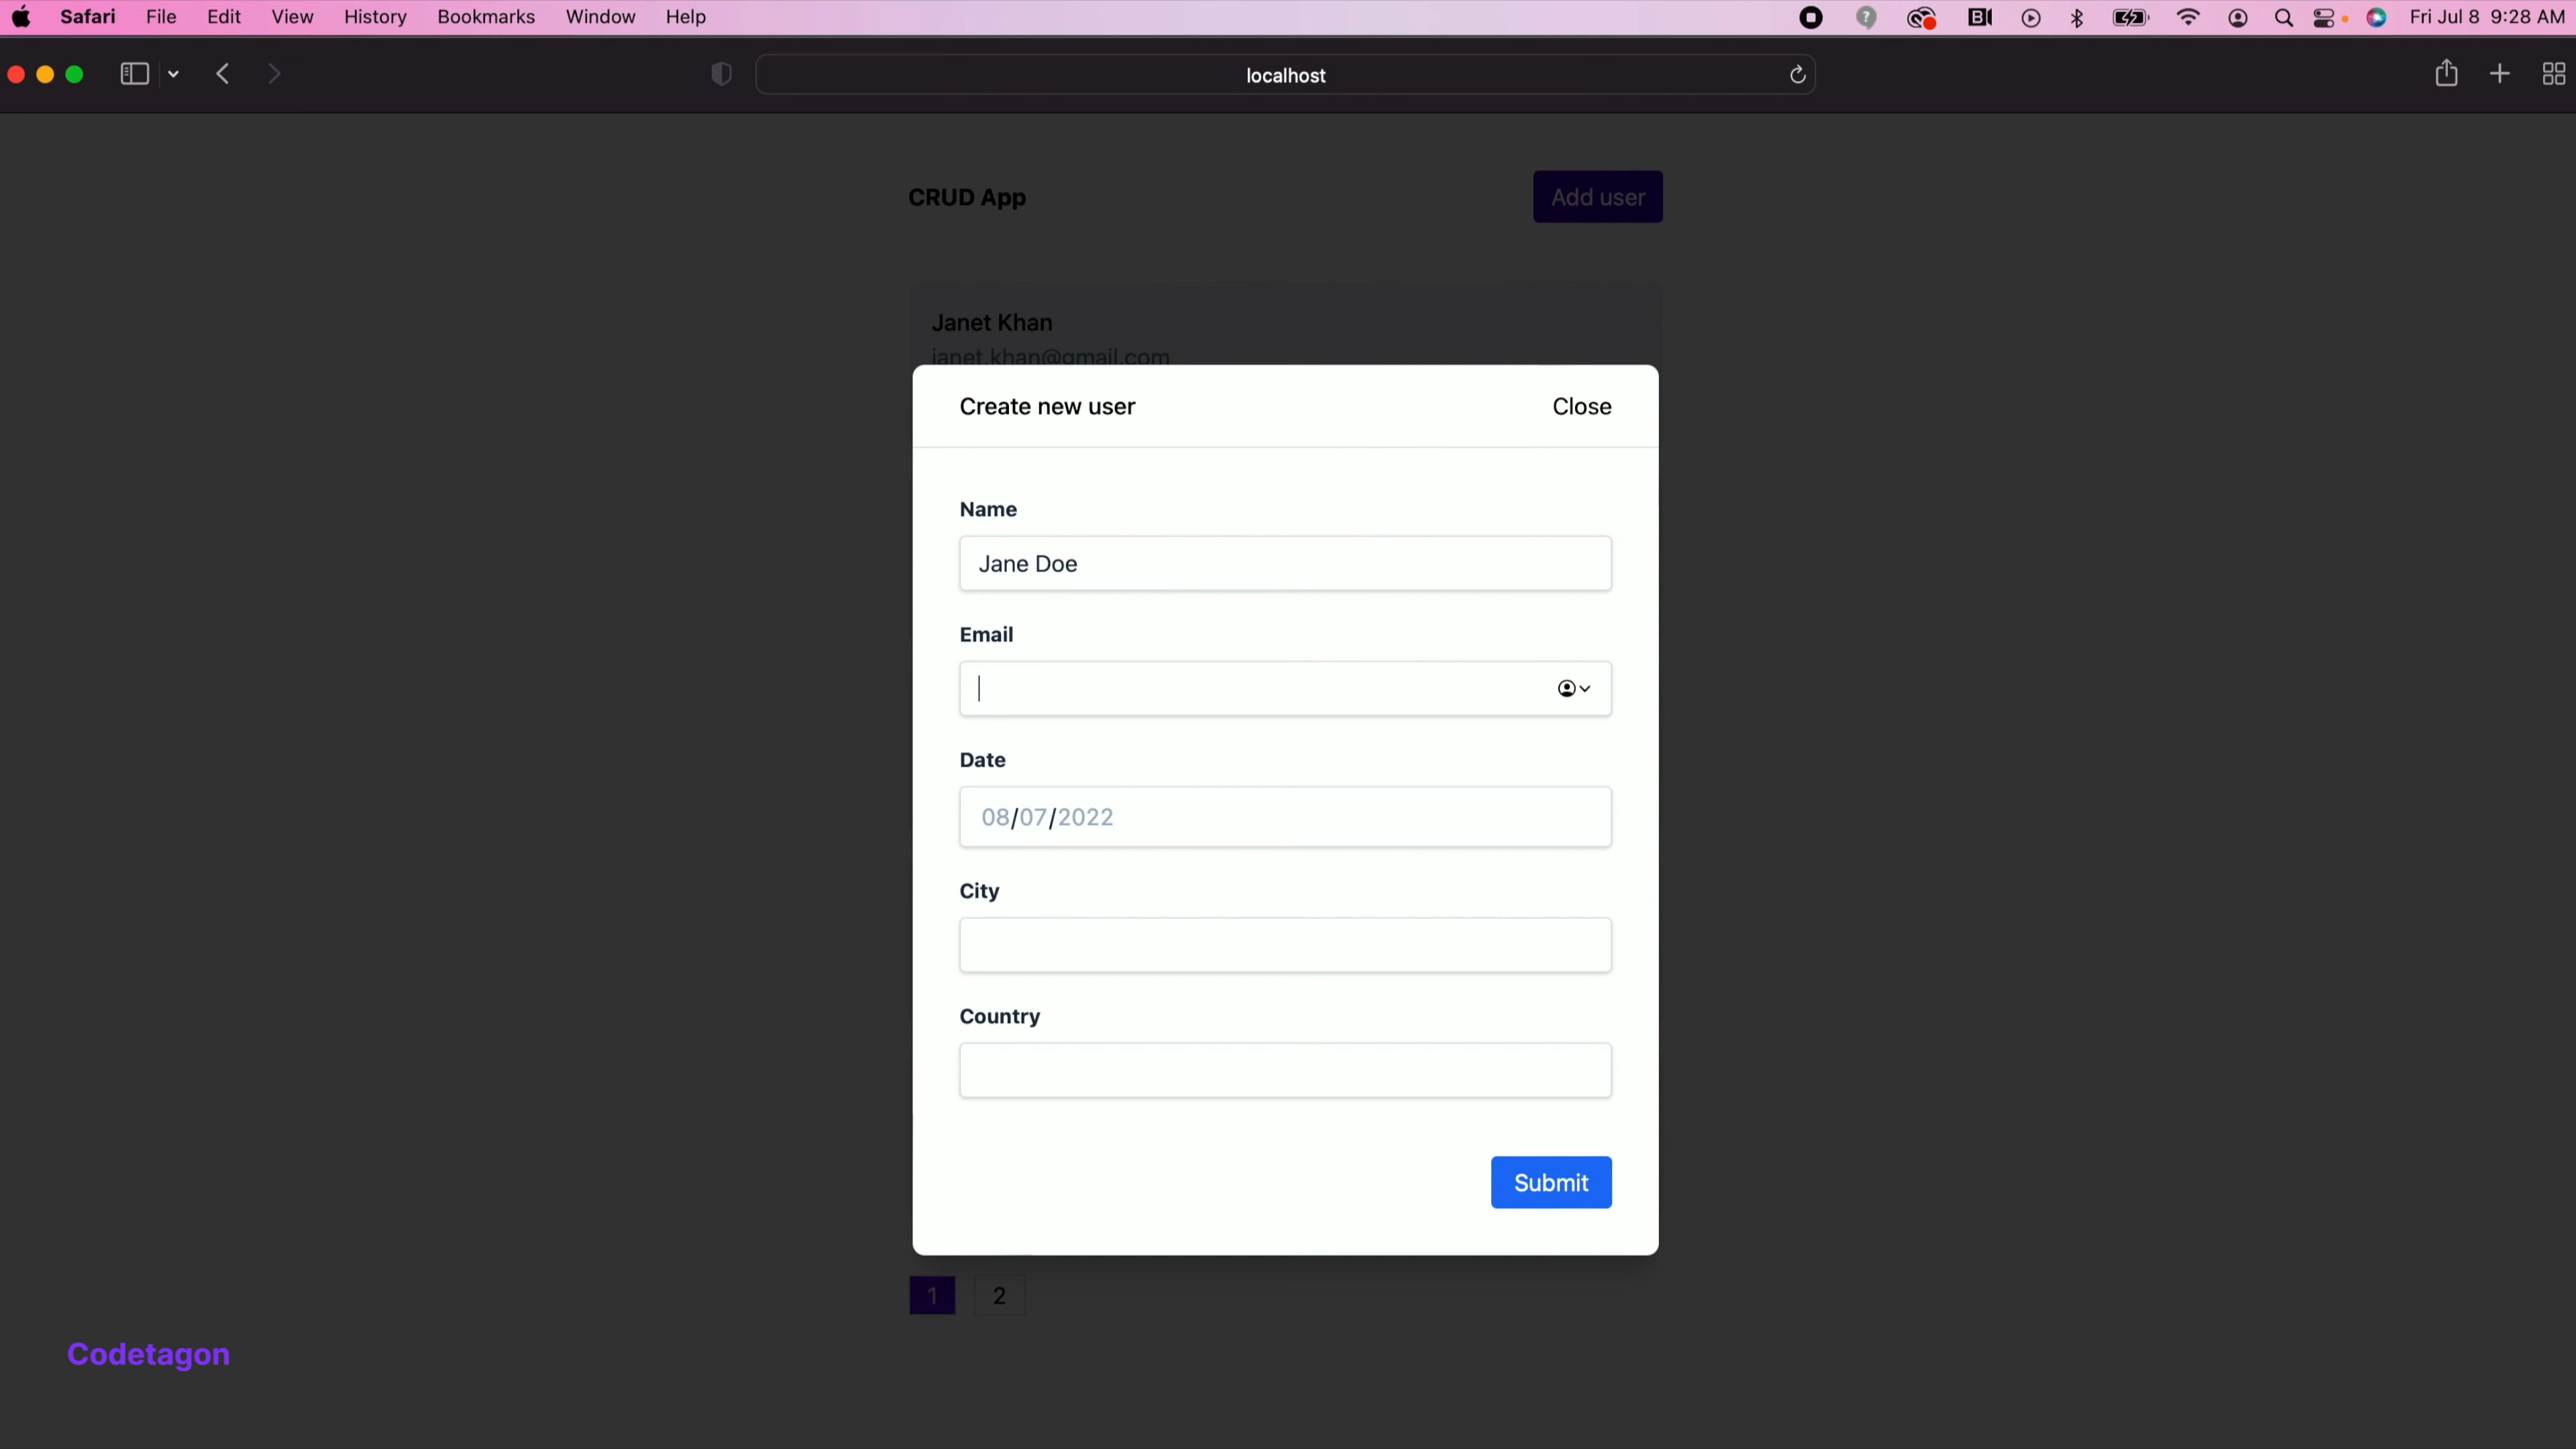 Safari File Edit View History Bookmarks Window Help Fri Jul 8 9:28 AM
localhost
CRUD App Add user
Janet Khan
janet.khan@gmail.com
Create new user Close
Name
Jane Doe
Email
Date
08/07/2022
City
Country
Submit
1 2
Codetagon